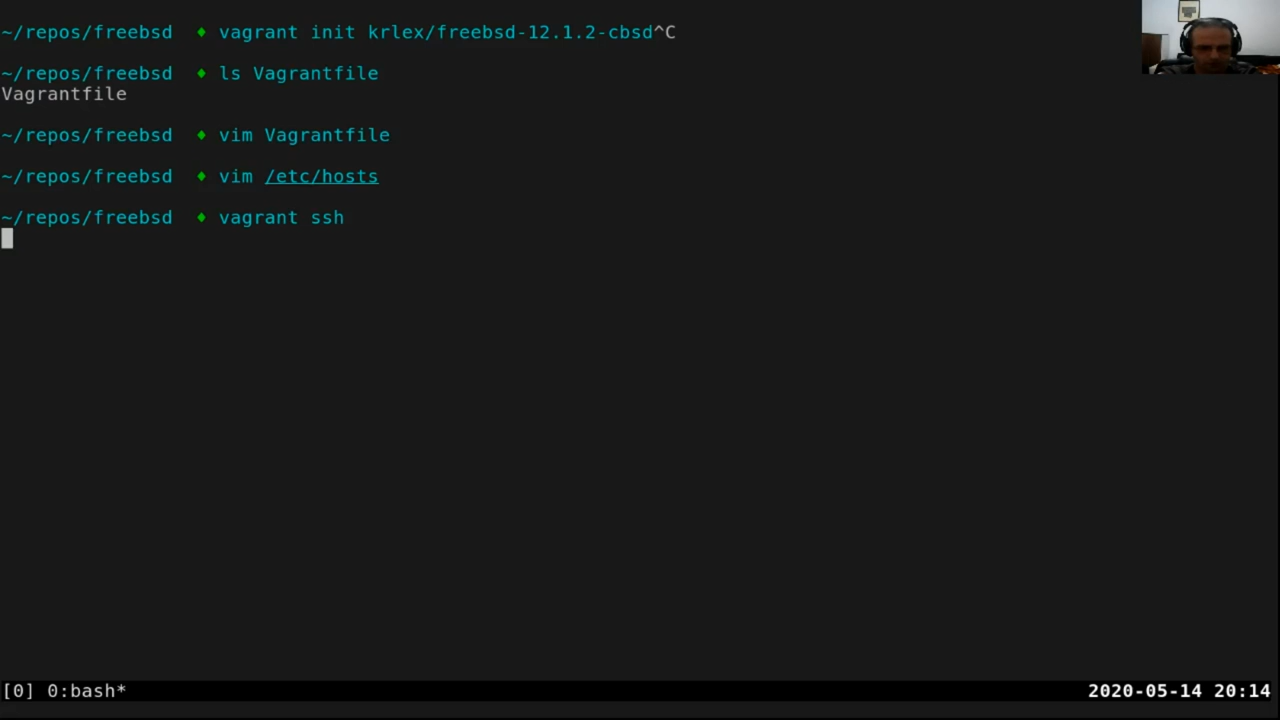 ~/repos/freebsd ♦ vagrant init krlex/freebsd-12.1.2-cbsd^C
~/repos/freebsd ♦ ls Vagrantfile
Vagrantfile
~/repos/freebsd ♦ vim Vagrantfile
~/repos/freebsd ♦ vim /etc/hosts
~/repos/freebsd ♦ vagrant ssh
[0] 0:bash* 2020-05-14 20:14